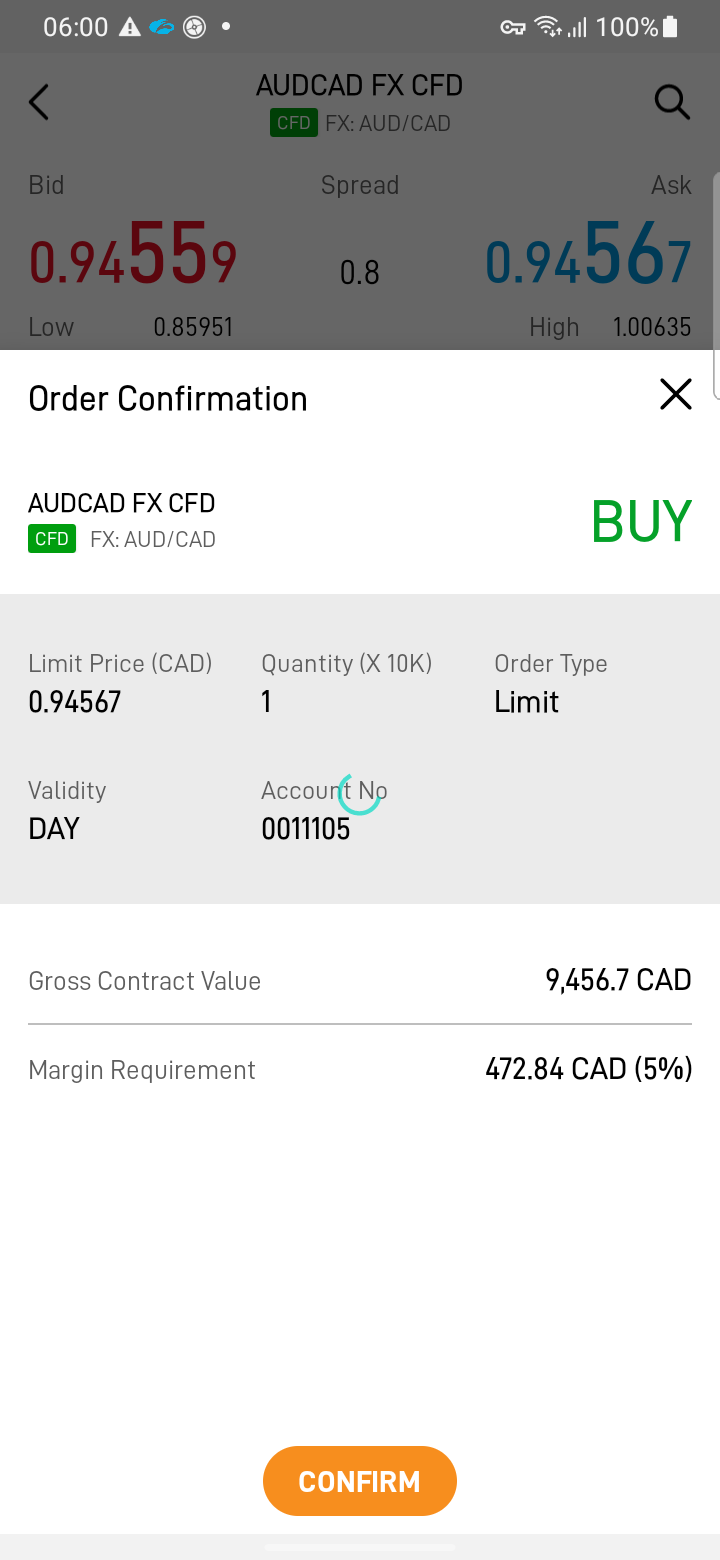 06:00 100%
AUDCAD FX CFD
CFD FX: AUD/CAD
Bid Spread Ask
0.94559 0.8 0.94567
Low 0.85951 High 1.00635
Order Confirmation
AUDCAD FX CFD
CFD FX: AUD/CAD
BUY
Limit Price (CAD) Quantity (X 10K) Order Type
0.94567 1 Limit
Validity Account No
DAY 0011105
Gross Contract Value 9,456.7 CAD
Margin Requirement 472.84 CAD (5%)
CONFIRM